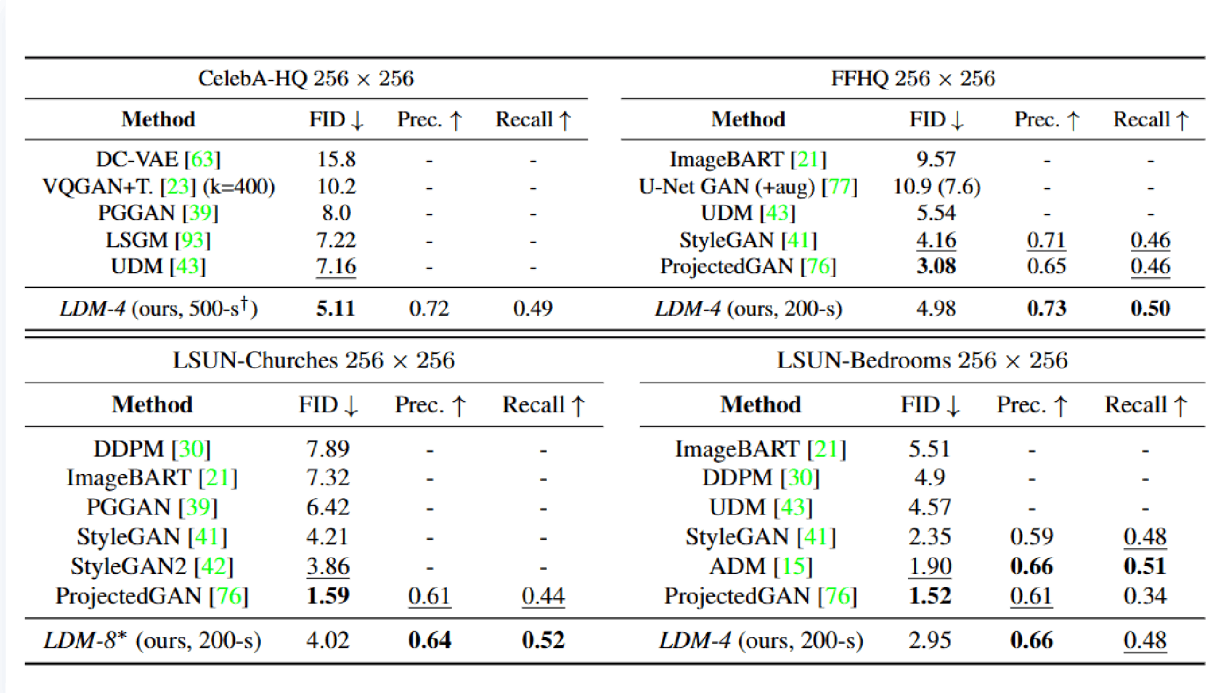 CelebA-HQ 256 × 256
Method FID ↓ Prec. ↑ Recall ↑
DC-VAE [63] 15.8 - -
VQGAN+T. [23] (k=400) 10.2 - -
PGGAN [39] 8.0 - -
LSGM [93] 7.22 - -
UDM [43] 7.16 - -
LDM-4 (ours, 500-s†) 5.11 0.72 0.49
FFHQ 256 × 256
Method FID ↓ Prec. ↑ Recall ↑
ImageBART [21] 9.57 - -
U-Net GAN (+aug) [77] 10.9 (7.6) - -
UDM [43] 5.54 - -
StyleGAN [41] 4.16 0.71 0.46
ProjectedGAN [76] 3.08 0.65 0.46
LDM-4 (ours, 200-s) 4.98 0.73 0.50
LSUN-Churches 256 × 256
Method FID ↓ Prec. ↑ Recall ↑
DDPM [30] 7.89 - -
ImageBART [21] 7.32 - -
PGGAN [39] 6.42 - -
StyleGAN [41] 4.21 - -
StyleGAN2 [42] 3.86 - -
ProjectedGAN [76] 1.59 0.61 0.44
LDM-8* (ours, 200-s) 4.02 0.64 0.52
LSUN-Bedrooms 256 × 256
Method FID ↓ Prec. ↑ Recall ↑
ImageBART [21] 5.51 - -
DDPM [30] 4.9 - -
UDM [43] 4.57 - -
StyleGAN [41] 2.35 0.59 0.48
ADM [15] 1.90 0.66 0.51
ProjectedGAN [76] 1.52 0.61 0.34
LDM-4 (ours, 200-s) 2.95 0.66 0.48